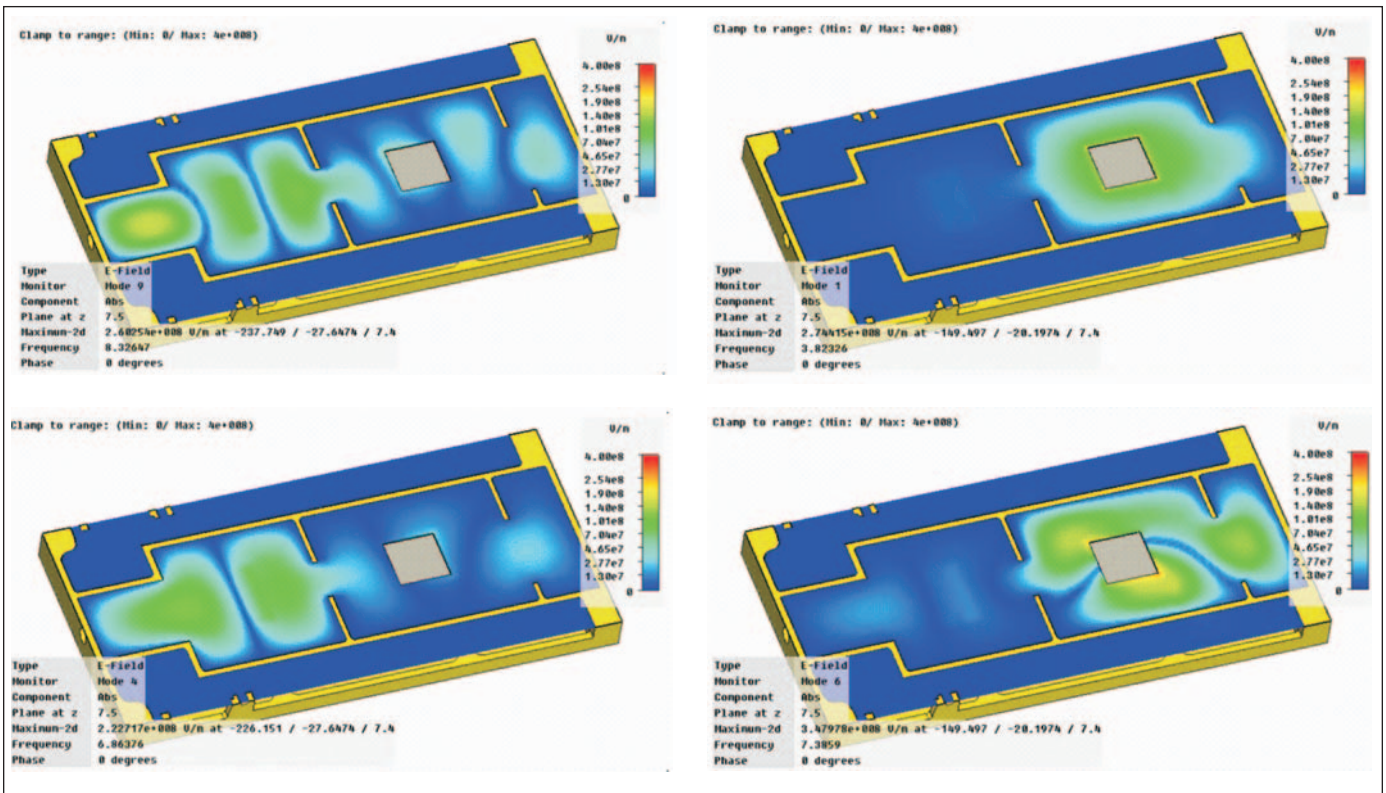 Clamp to range: (Min: 0/ Max: 4e+008)
V/m
4.00e8
2.54e8
1.90e8
1.40e8
1.01e8
7.04e7
4.65e7
2.77e7
1.30e7
0
Type E-Field
Monitor Mode 9
Component Abs
Plane at z 7.5
Maximum-2d 2.60254e+008 V/m at -237.749 / -27.6474 / 7.4
Frequency 8.32647
Phase 0 degrees
Clamp to range: (Min: 0/ Max: 4e+008)
V/m
4.00e8
2.54e8
1.90e8
1.40e8
1.01e8
7.04e7
4.65e7
2.77e7
1.30e7
0
Type E-Field
Monitor Mode 1
Component Abs
Plane at z 7.5
Maximum-2d 2.74415e+008 V/m at -149.497 / -20.1974 / 7.4
Frequency 3.82326
Phase 0 degrees
Clamp to range: (Min: 0/ Max: 4e+008)
V/m
4.00e8
2.54e8
1.90e8
1.40e8
1.01e8
7.04e7
4.65e7
2.77e7
1.30e7
0
Type E-Field
Monitor Mode 4
Component Abs
Plane at z 7.5
Maximum-2d 2.22717e+008 V/m at -226.151 / -27.6474 / 7.4
Frequency 6.86376
Phase 0 degrees
Clamp to range: (Min: 0/ Max: 4e+008)
V/m
4.00e8
2.54e8
1.90e8
1.40e8
1.01e8
7.04e7
4.65e7
2.77e7
1.30e7
0
Type E-Field
Monitor Mode 6
Component Abs
Plane at z 7.5
Maximum-2d 3.47978e+008 V/m at -149.497 / -20.1974 / 7.4
Frequency 7.3859
Phase 0 degrees